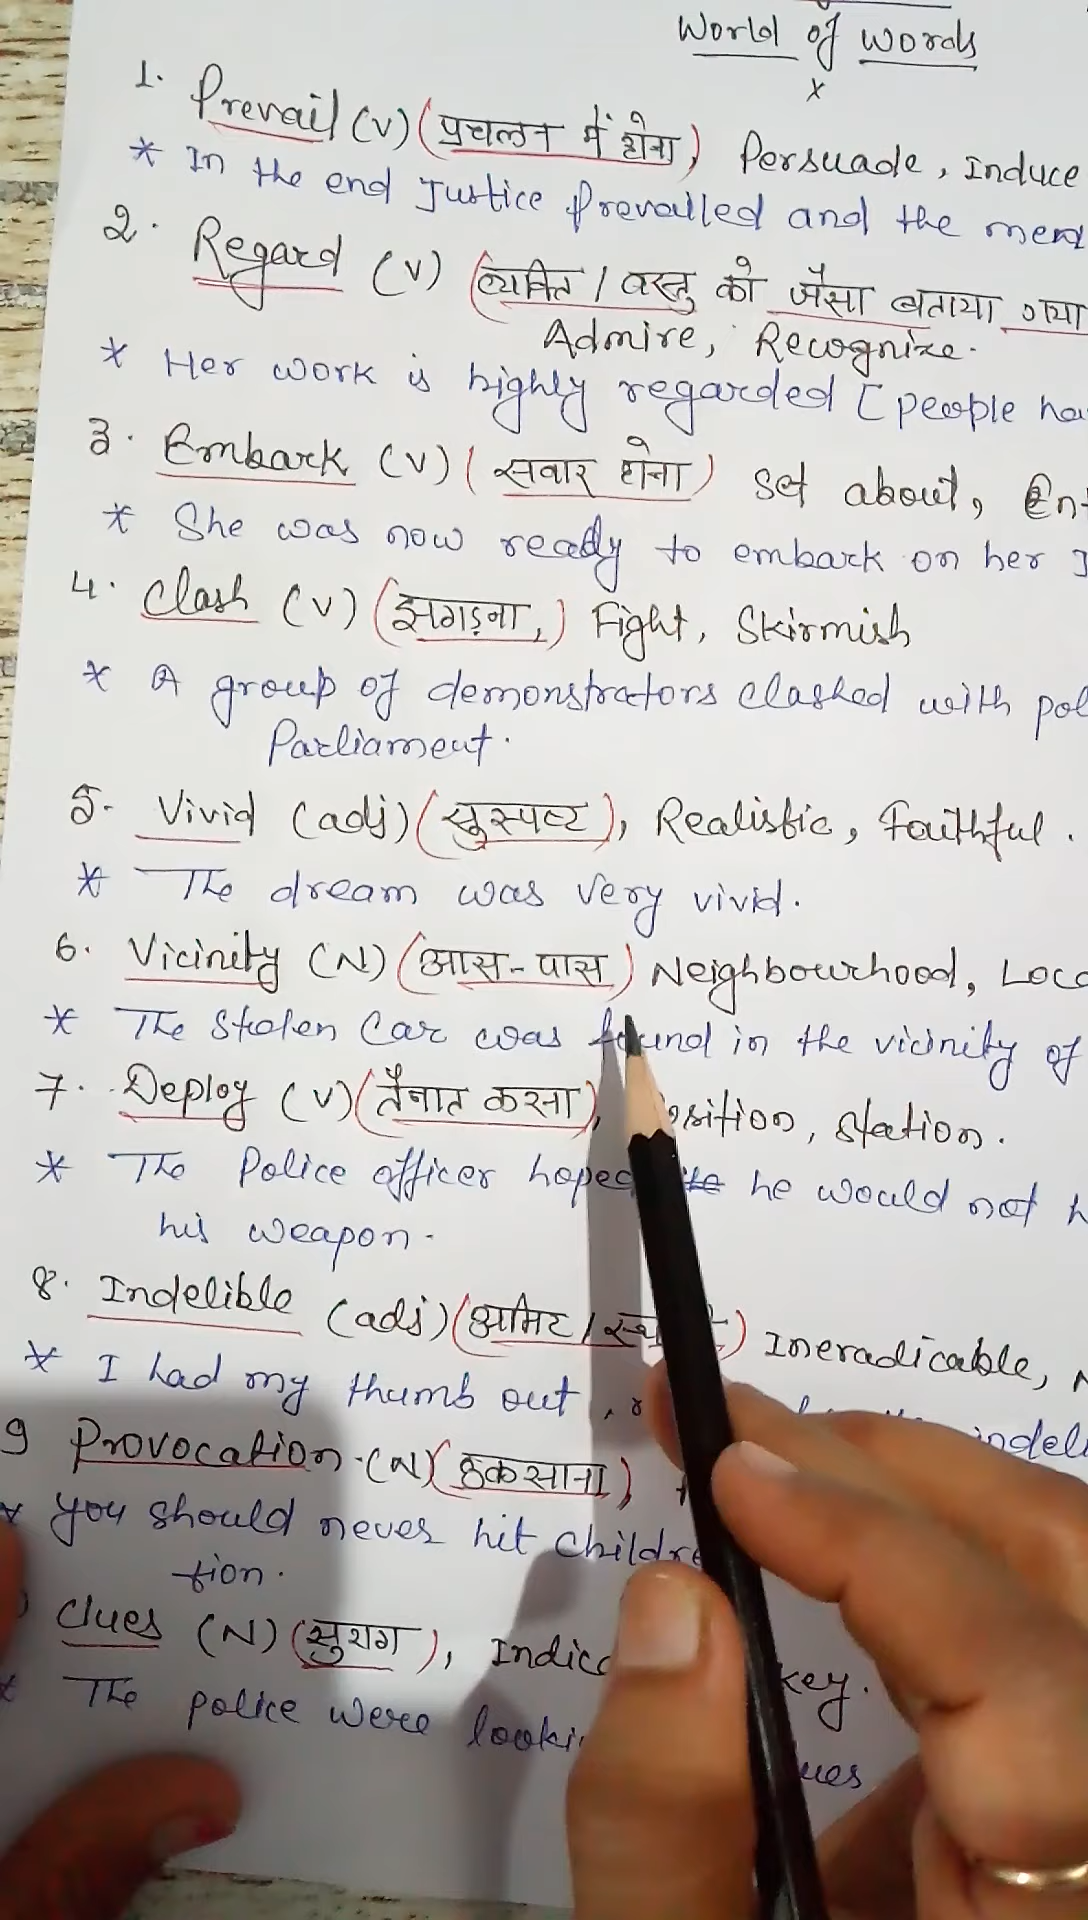 World of words
x
1. Prevail (v) (प्रचलन में होना) Persuade, Induce
* In the end Justice Prevailed and the
2. Regard (v) (व्यक्ति / वस्तु को जैसा बताया गया
Admire, Recognize.
* Her work is highly regarded [people
3. Embark (v) (सवार होना) Set about,
* She was now ready to embark on her
4. Clash (v) (झगड़ना,) Fight, Skirmish
* A group of demonstrators clashed with
Parliament.
5. Vivid (adj) (सुस्पष्ट), Realistic, Faithful.
* The dream was very vivid.
6. Vicinity (N) (आस-पास) Neighbourhood,
* The stolen Car was found in the vicinity of
7. Deploy (v) (तैनात करना), station.
* The Police officer hoped he would not
his weapon.
8. Indelible (adj) (अमिट / Ineradicable,
* I had my thumb out,
9 Provocation (N) (उकसाना)
* you should never hit
tion.
Clues (N) (सुराग), key.
* The police were